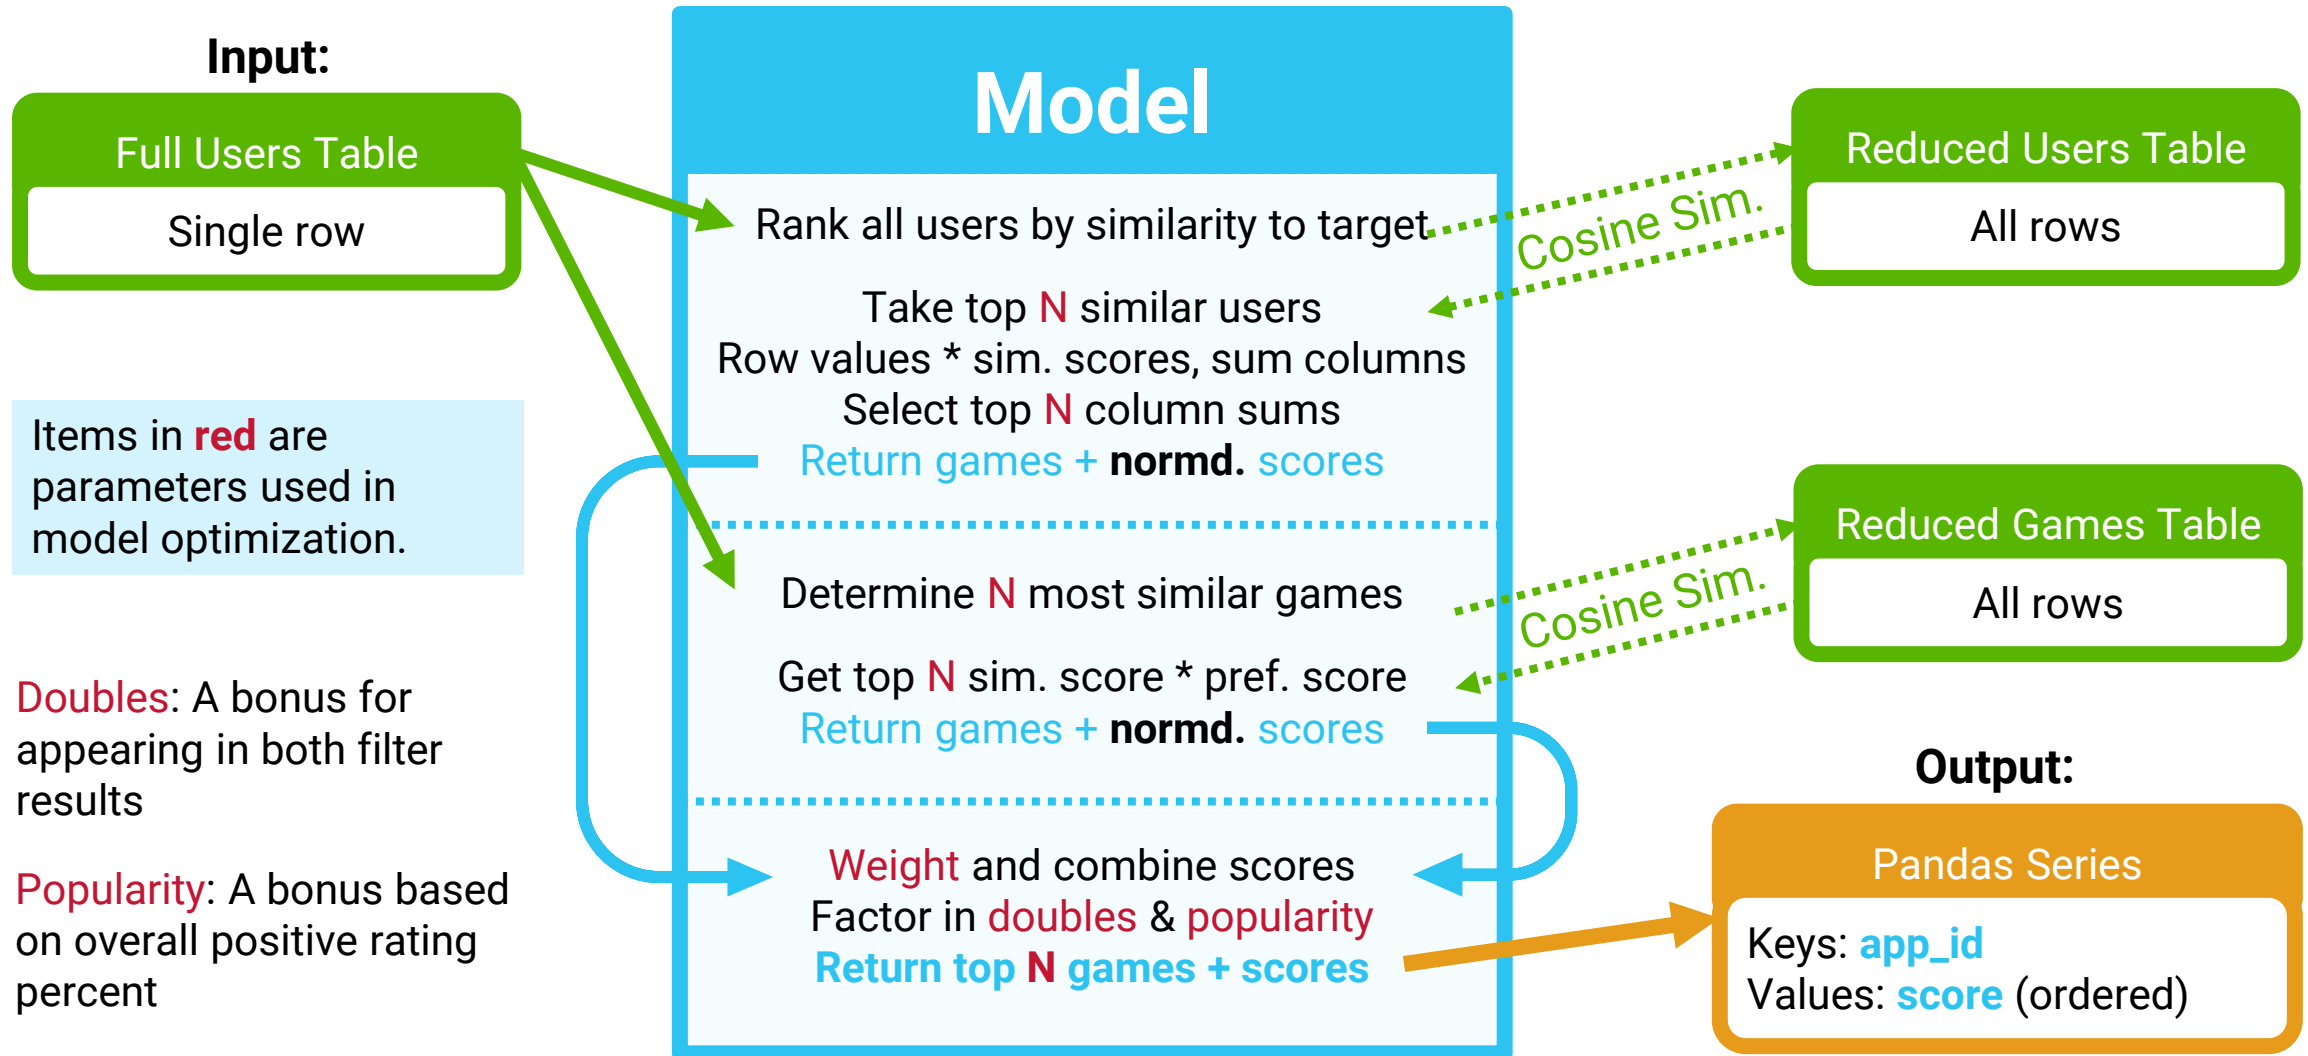 Input:
Full Users Table
Single row
Items in red are
parameters used in
model optimization.
Doubles: A bonus for
appearing in both filter
results
Popularity: A bonus based
on overall positive rating
percent
Model
Rank all users by similarity to target
Take top N similar users
Row values * sim. scores, sum columns
Select top N column sums
Return games + normd. scores
Determine N most similar games
Get top N sim. score * pref. score
Return games + normd. scores
Weight and combine scores
Factor in doubles & popularity
Return top N games + scores
Cosine Sim.
Reduced Users Table
All rows
Cosine Sim.
Reduced Games Table
All rows
Output:
Pandas Series
Keys: app_id
Values: score (ordered)